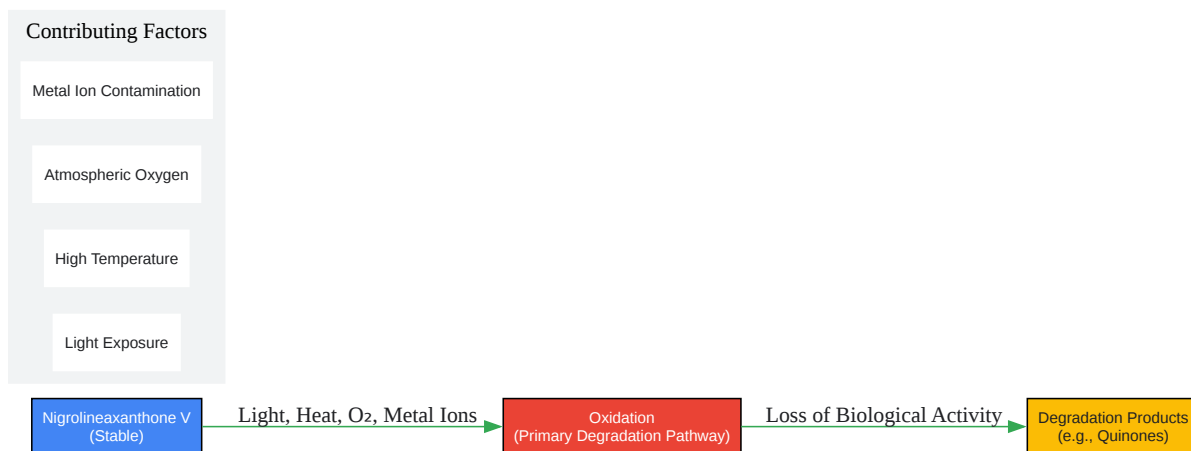 Contributing Factors
Metal Ion Contamination
Atmospheric Oxygen
High Temperature
Light Exposure
Nigrolineaxanthone V
(Stable)
Light, Heat, O₂, Metal Ions
Oxidation
(Primary Degradation Pathway)
Loss of Biological Activity
Degradation Products
(e.g., Quinones)